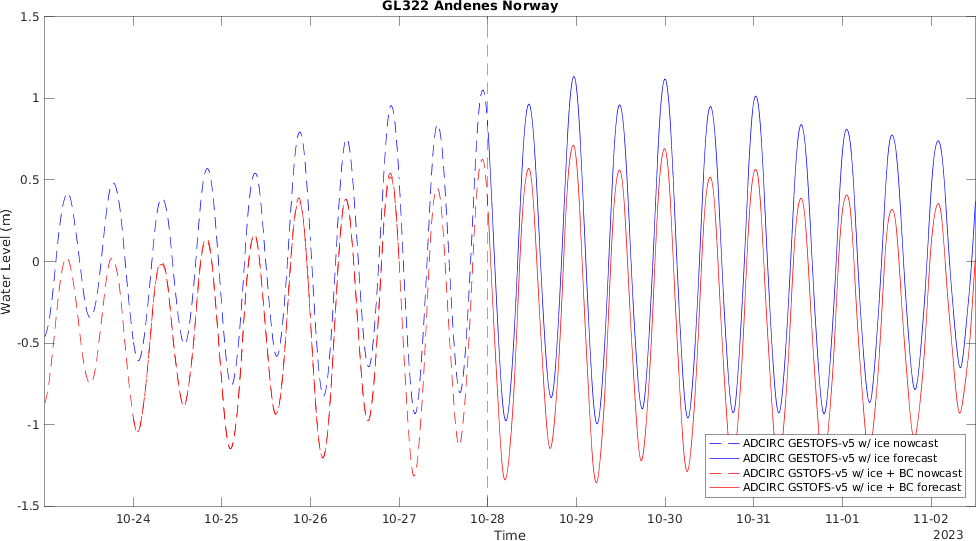 GL322 Andenes Norway
1.5
1
0.5
0
-0.5
-1
-1.5
Water Level (m)
10-24 10-25 10-26 10-27 10-28 10-29 10-30 10-31 11-01 11-02
Time
2023
ADCIRC GESTOFS-v5 w/ ice nowcast
ADCIRC GESTOFS-v5 w/ ice forecast
ADCIRC GSTOFS-v5 w/ ice + BC nowcast
ADCIRC GSTOFS-v5 w/ ice + BC forecast